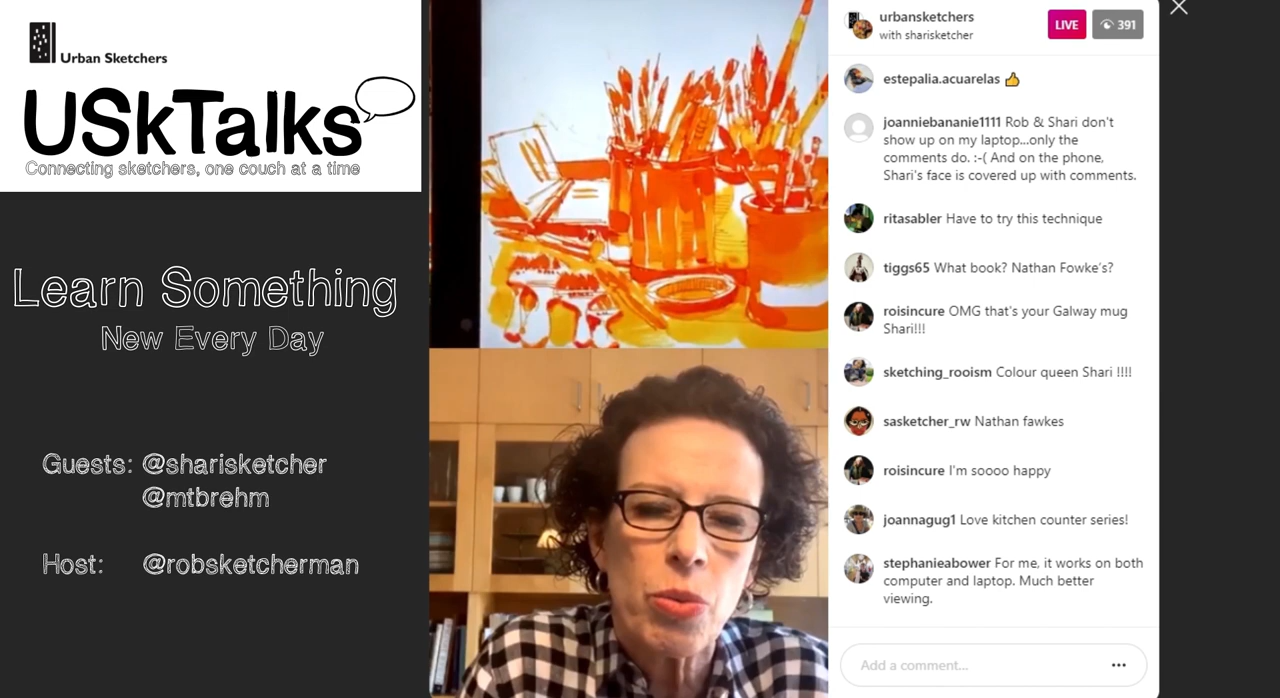 Urban Sketchers
USkTalks
Connecting sketchers, one couch at a time
Learn Something
New Every Day
Guests: @sharisketcher
@mtbrehm
Host: @robsketcherman
urbansketchers
with sharisketcher
LIVE
391
estepalia.acuarelas 👍
joanniebananie1111 Rob & Shari don't
show up on my laptop...only the
comments do. :-( And on the phone,
Shari's face is covered up with comments.
ritasabler Have to try this technique
tiggs65 What book? Nathan Fowke's?
roisincure OMG that's your Galway mug
Shari!!!
sketching_rooism Colour queen Shari !!!!
sasketcher_rw Nathan fawkes
roisincure I'm soooo happy
joannagug1 Love kitchen counter series!
stephanieabower For me, it works on both
computer and laptop. Much better
viewing.
Add a comment...